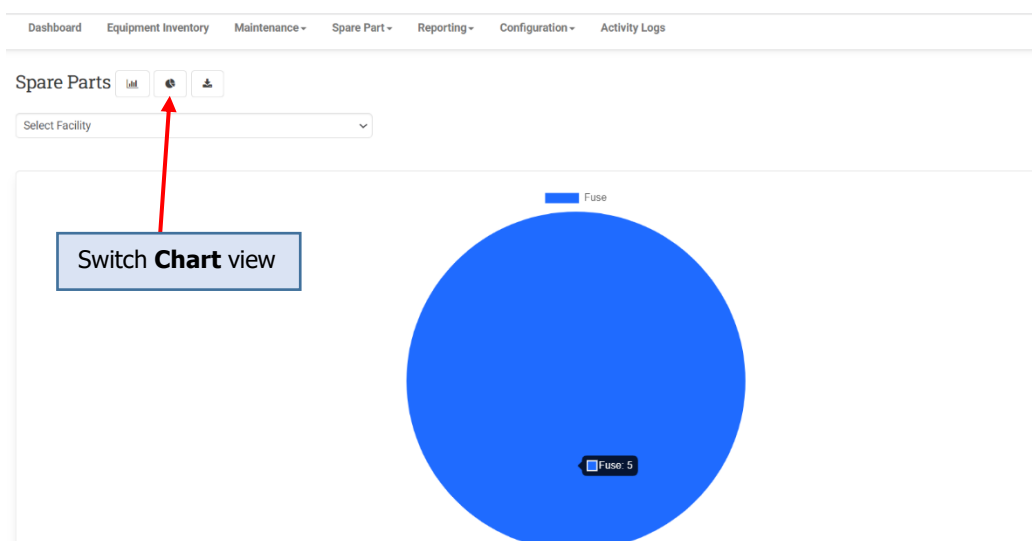 Dashboard Equipment Inventory Maintenance Spare Part Reporting Configuration Activity Logs
Spare Parts
Select Facility
Fuse
Switch Chart view
Fuse: 5